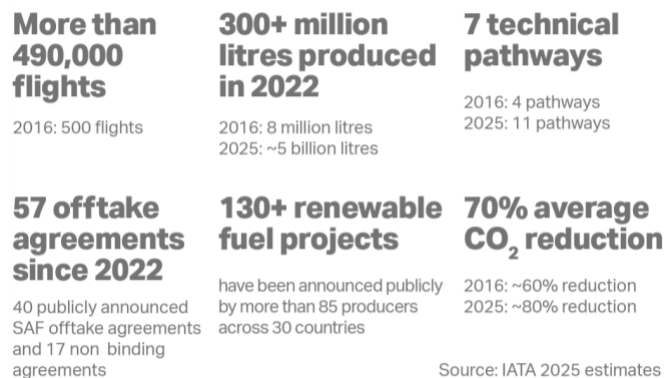 More than
490,000
flights
2016: 500 flights
300+ million
litres produced
in 2022
2016: 8 million litres
2025: ~5 billion litres
7 technical
pathways
2016: 4 pathways
2025: 11 pathways
57 offtake
agreements
since 2022
40 publicly announced
SAF offtake agreements
and 17 non binding
agreements
130+ renewable
fuel projects
have been announced publicly
by more than 85 producers
across 30 countries
70% average
CO₂ reduction
2016: ~60% reduction
2025: ~80% reduction
Source: IATA 2025 estimates